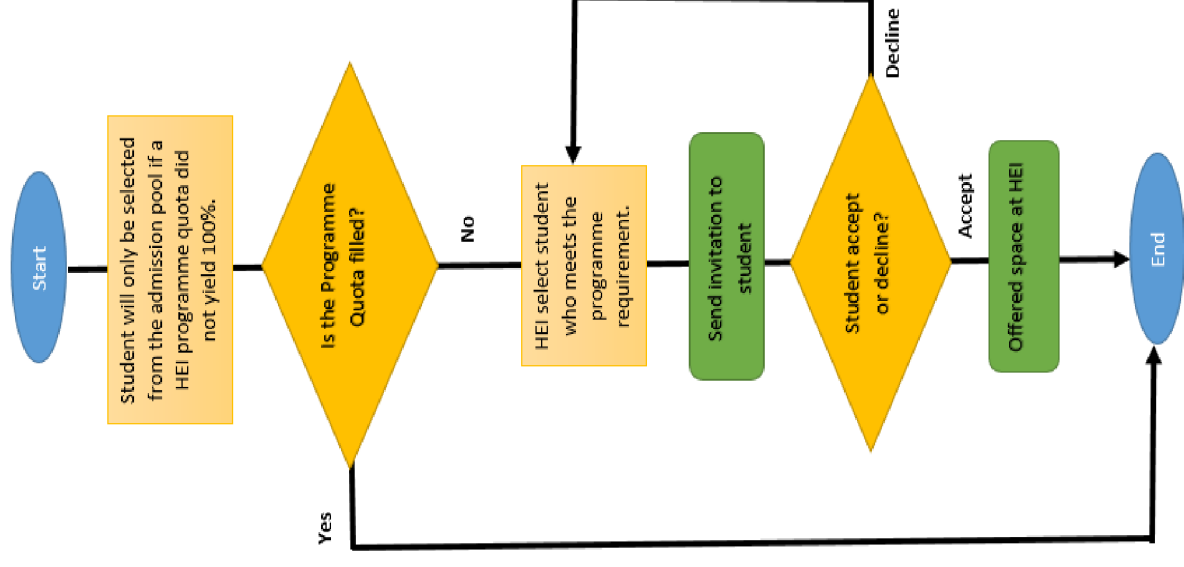 Start
Student will only be selected
from the admission pool if a
HEI programme quota did
not yield 100%.
Is the Programme
Quota filled?
Yes
No
HEI select student
who meets the
programme
requirement.
Send invitation to
student
Student accept
or decline?
Decline
Accept
Offered space at HEI
End